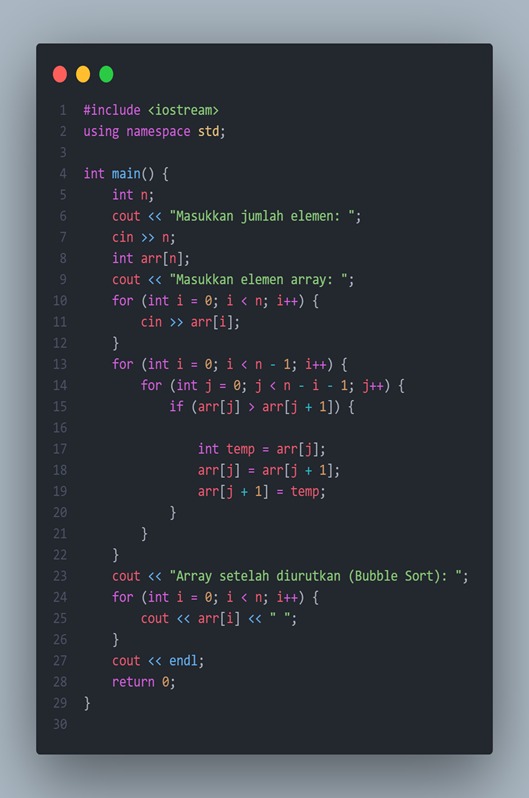 1 #include <iostream>
2 using namespace std;
3
4 int main() {
5     int n;
6     cout << "Masukkan jumlah elemen: ";
7     cin >> n;
8     int arr[n];
9     cout << "Masukkan elemen array: ";
10     for (int i = 0; i < n; i++) {
11         cin >> arr[i];
12     }
13     for (int i = 0; i < n - 1; i++) {
14         for (int j = 0; j < n - i - 1; j++) {
15             if (arr[j] > arr[j + 1]) {
16
17                 int temp = arr[j];
18                 arr[j] = arr[j + 1];
19                 arr[j + 1] = temp;
20             }
21         }
22     }
23     cout << "Array setelah diurutkan (Bubble Sort): ";
24     for (int i = 0; i < n; i++) {
25         cout << arr[i] << " ";
26     }
27     cout << endl;
28     return 0;
29 }
30